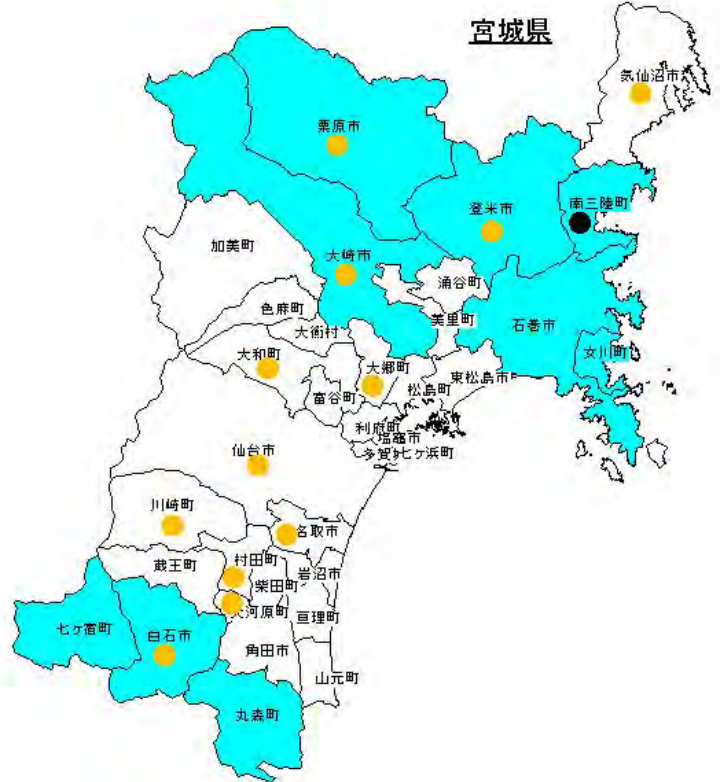 宮城県
気仙沼市
栗原市
南三陸町
登米市
加美町
大崎市
涌谷町
色麻町
美里町
石巻市
大衡村
女川町
大和町
大郷町
東松島市
松島町
富谷町
利府町
塩竈市
多賀
七ヶ浜町
仙台市
川崎町
名取市
村田町
蔵王町
岩沼市
柴田町
大河原町
亘理町
七ヶ宿町
白石市
角田市
山元町
丸森町